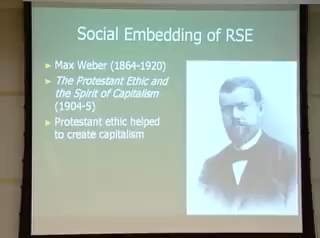 Social Embedding of RSE
Max Weber (1864-1920)
The Protestant Ethic and
the Spirit of Capitalism
(1904-5)
Protestant ethic helped
to create capitalism